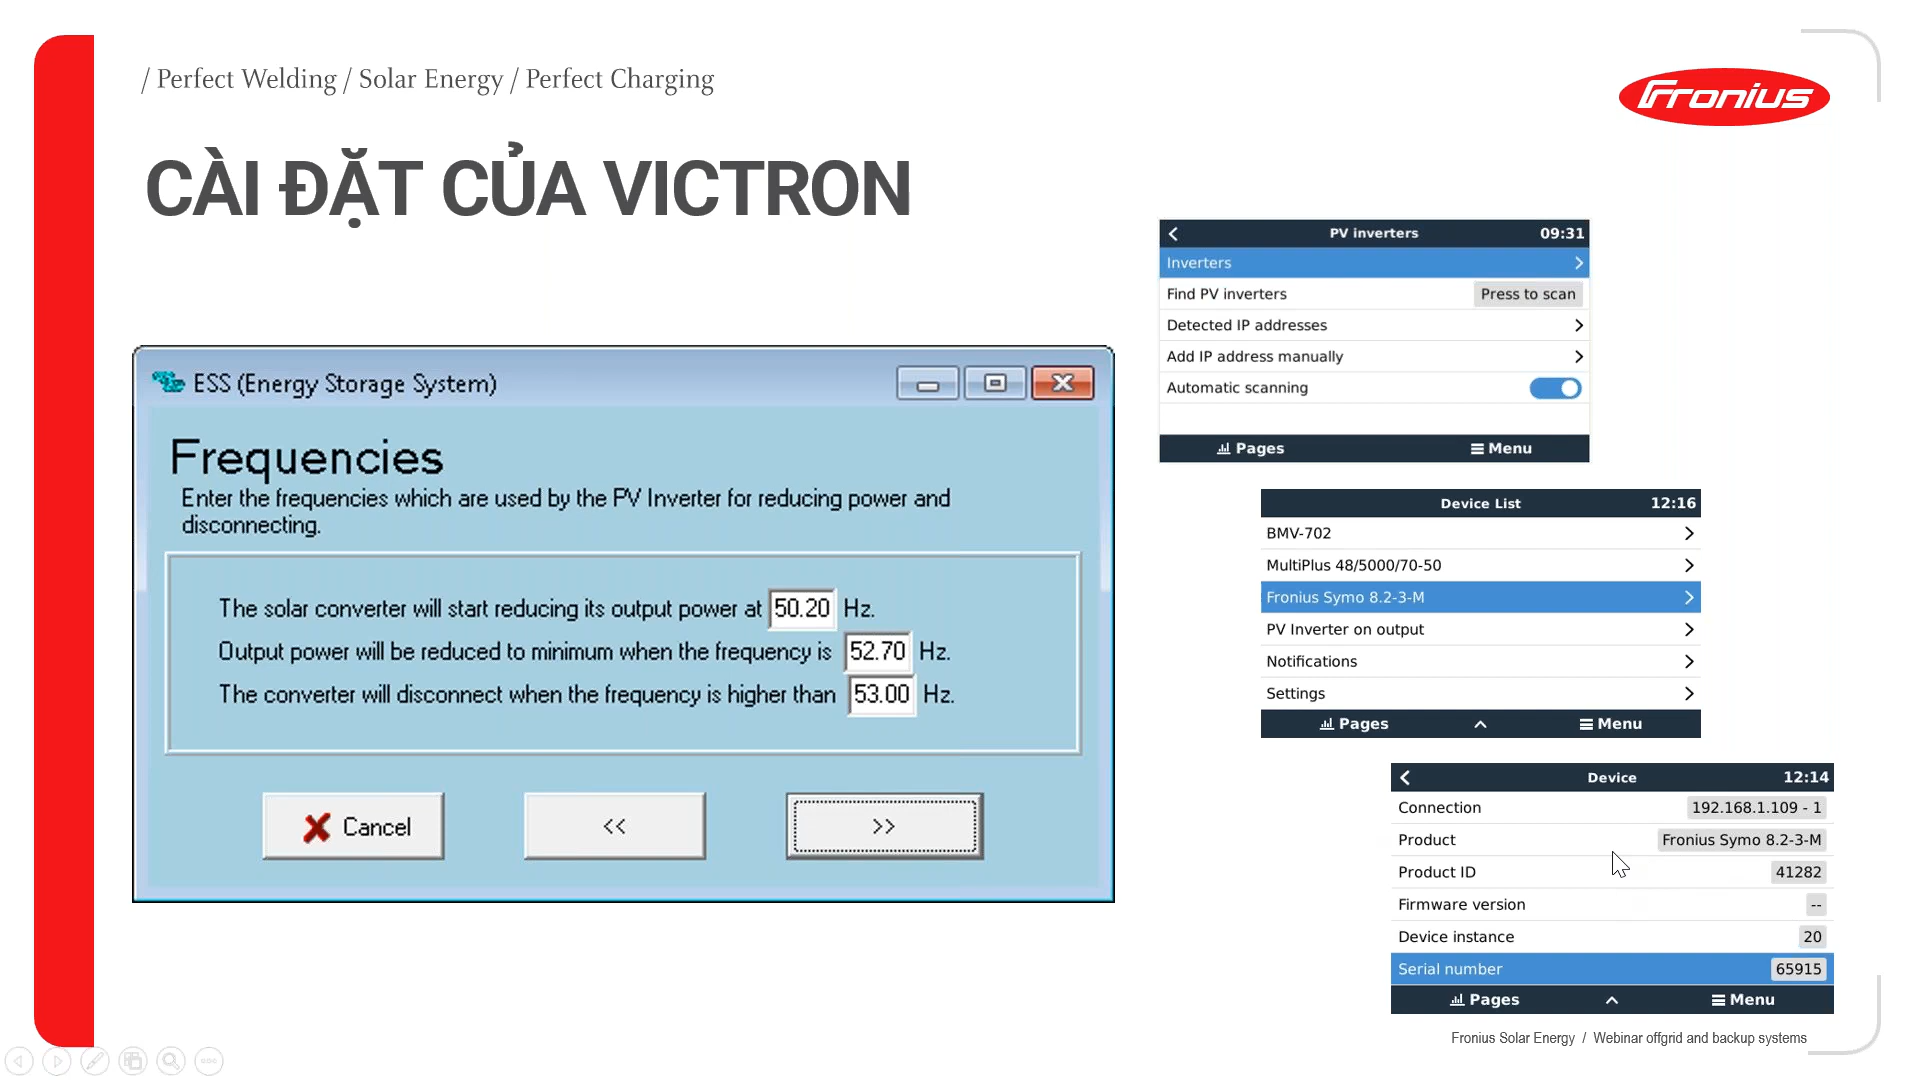 / Perfect Welding / Solar Energy / Perfect Charging
Fronius
CÀI ĐẶT CỦA VICTRON
ESS (Energy Storage System)
Frequencies
Enter the frequencies which are used by the PV Inverter for reducing power and
disconnecting.
The solar converter will start reducing its output power at 50.20 Hz.
Output power will be reduced to minimum when the frequency is 52.70 Hz.
The converter will disconnect when the frequency is higher than 53.00 Hz.
Cancel
<<
>>
PV inverters 09:31
Inverters
Find PV inverters Press to scan
Detected IP addresses
Add IP address manually
Automatic scanning
Pages Menu
Device List 12:16
BMV-702
MultiPlus 48/5000/70-50
Fronius Symo 8.2-3-M
PV Inverter on output
Notifications
Settings
Pages Menu
Device 12:14
Connection 192.168.1.109 - 1
Product Fronius Symo 8.2-3-M
Product ID 41282
Firmware version --
Device instance 20
Serial number 65915
Pages Menu
Fronius Solar Energy / Webinar offgrid and backup systems